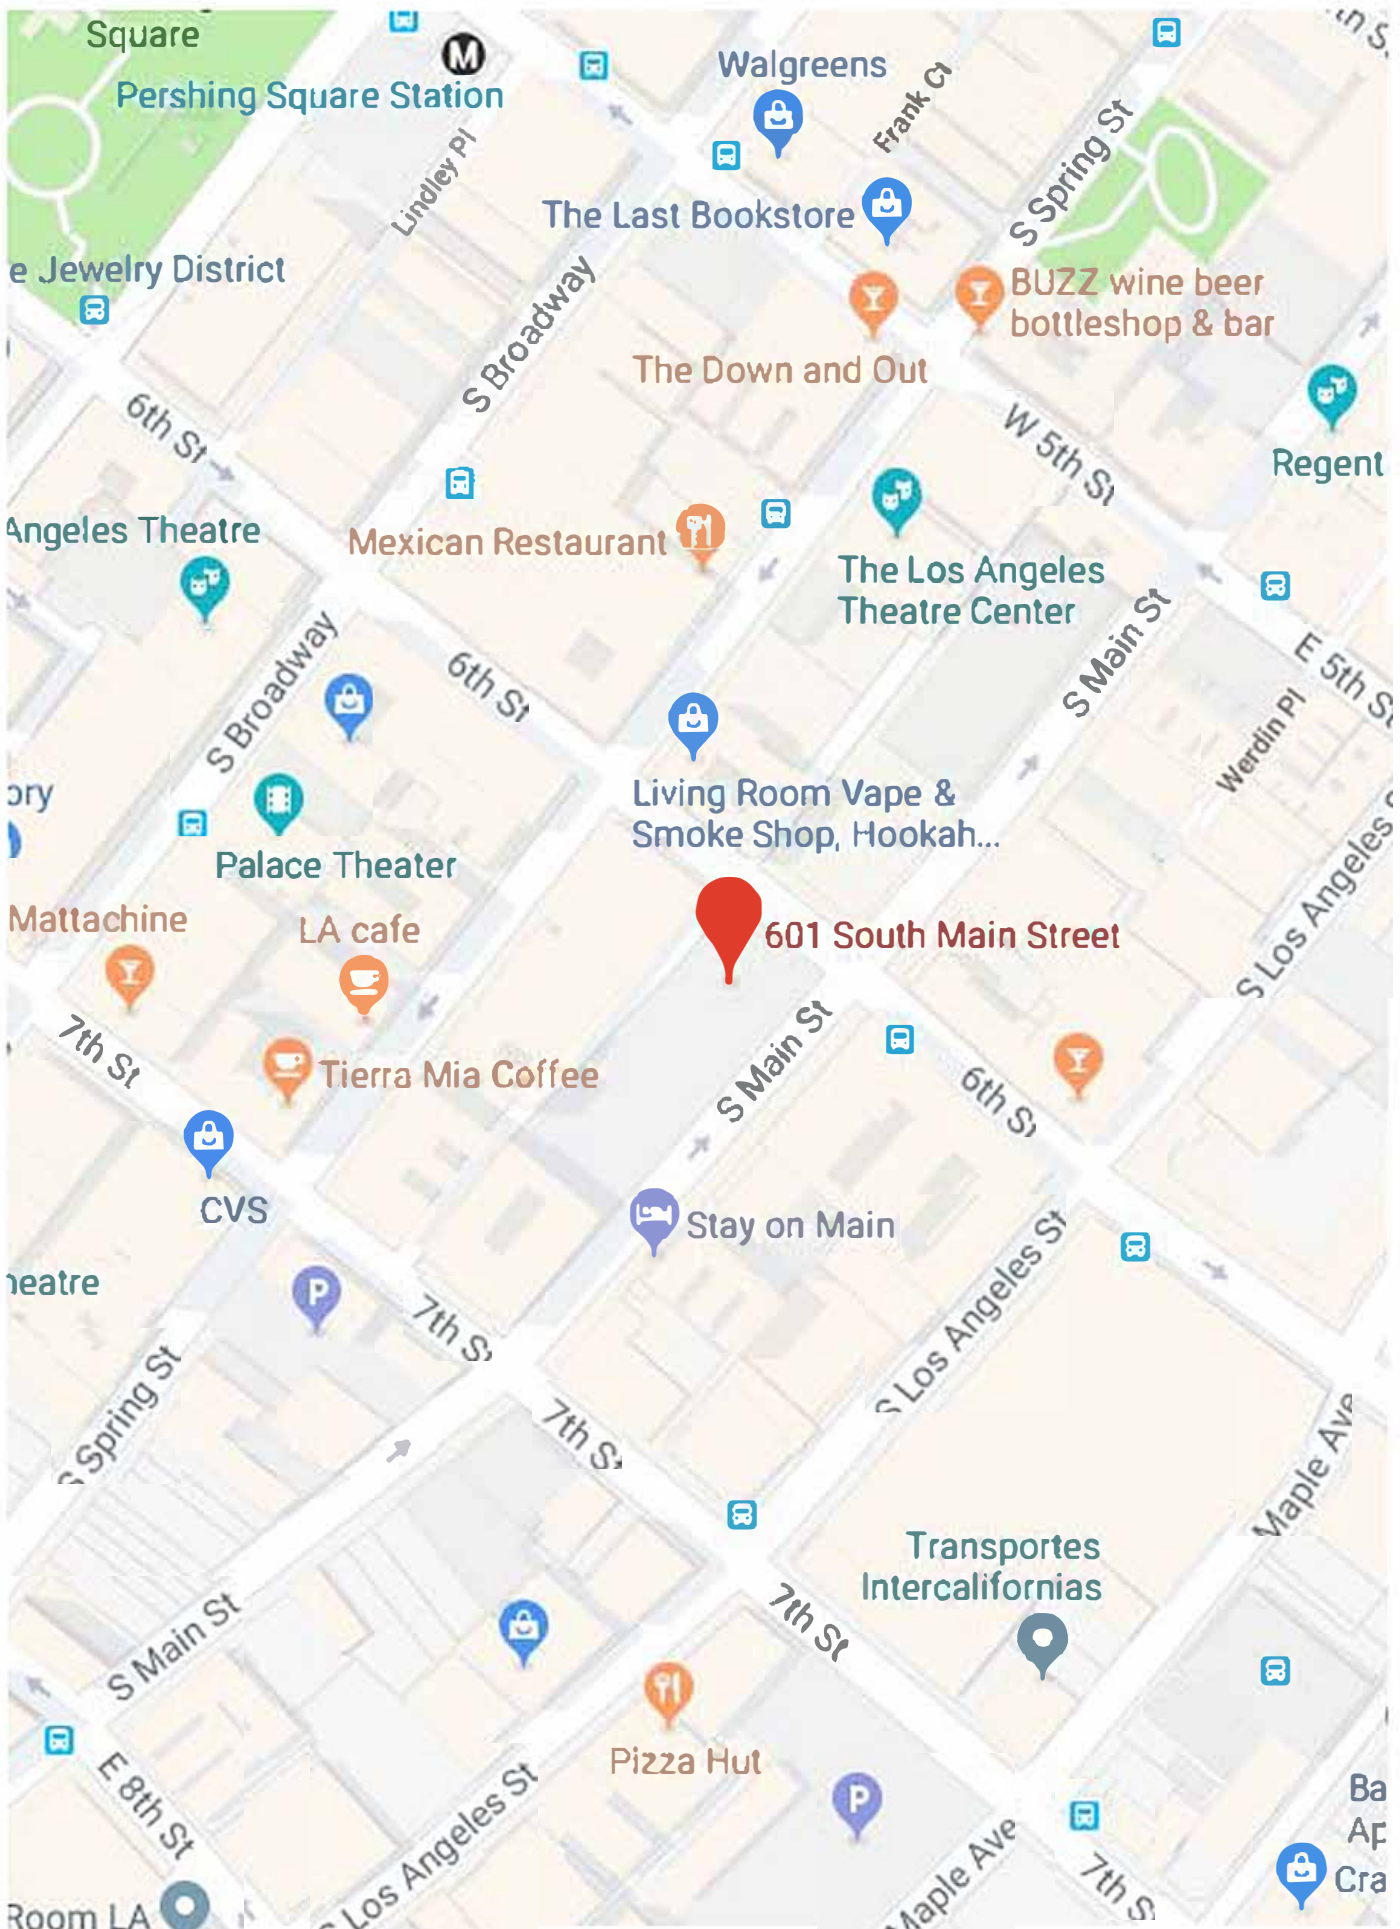 Square
M
Pershing Square Station
Walgreens
Frank Ct
Lindley Pl
S Spring St
The Last Bookstore
e Jewelry District
S Broadway
BUZZ wine beer
bottleshop & bar
The Down and Out
6th St
W 5th St
Regent
Angeles Theatre
Mexican Restaurant
The Los Angeles
Theatre Center
S Main St
E 5th St
S Broadway
6th St
Werdin Pl
ory
Living Room Vape &
Smoke Shop, Hookah...
Palace Theater
S Los Angeles S
Mattachine
LA cafe
601 South Main Street
7th St
Tierra Mia Coffee
S Main St
6th St
CVS
Stay on Main
heatre
P
7th St
S Los Angeles St
S Spring St
7th St
Maple Ave
Transportes
Intercalifornias
S Main St
7th St
Pizza Hut
E 8th St
P
Ba
Ap
Cra
S Los Angeles St
Maple Ave
7th S
Room LA